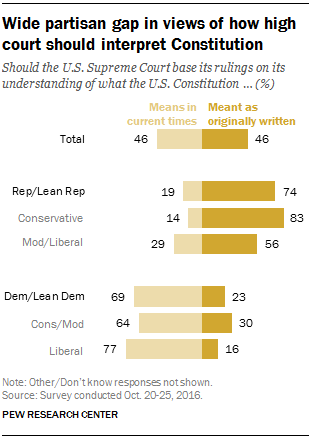 Wide partisan gap in views of how high
court should interpret Constitution
Should the U.S. Supreme Court base its rulings on its
understanding of what the U.S. Constitution ... (%)
Means in
current times
Meant as
originally written
Total 46 46
Rep/Lean Rep 19 74
Conservative 14 83
Mod/Liberal 29 56
Dem/Lean Dem 69 23
Cons/Mod 64 30
Liberal 77 16
Note: Other/Don't know responses not shown.
Source: Survey conducted Oct. 20-25, 2016.
PEW RESEARCH CENTER